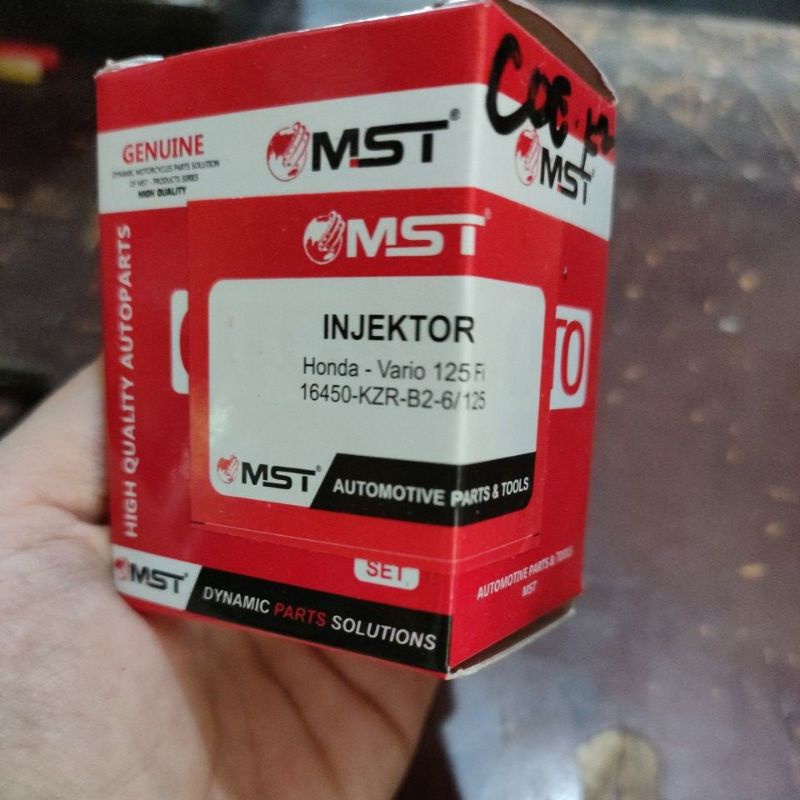 GENUINE
DYNAMIC MOTORCYCLES PARTS SOLUTION
OF MST - PRODUCTS SERIES
HIGH QUALITY
MST®
MST
MST®
HIGH QUALITY AUTOPARTS
INJEKTOR
Honda - Vario 125 Fi
16450-KZR-B2-6/125
MST®
AUTOMOTIVE PARTS & TOOLS
TO
SET
MST®
DYNAMIC PARTS SOLUTIONS
AUTOMOTIVE PARTS & TOOLS
MST